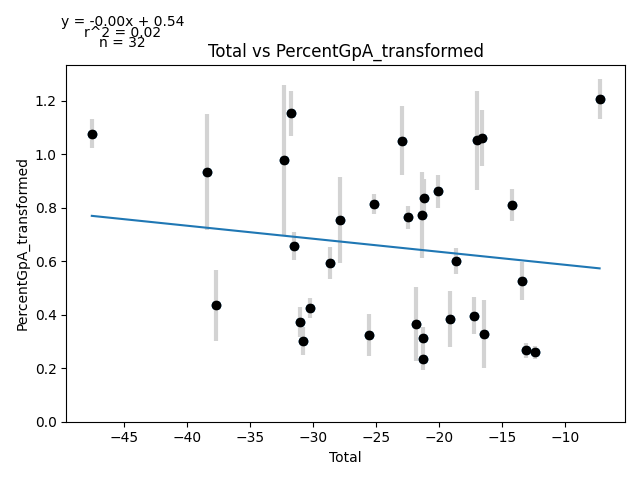 y = -0.00x + 0.54
r^2 = 0.02
n = 32
Total vs PercentGpA_transformed
PercentGpA_transformed
1.2
1.0
0.8
0.6
0.4
0.2
0.0
−45
−40
−35
−30
−25
−20
−15
−10
Total